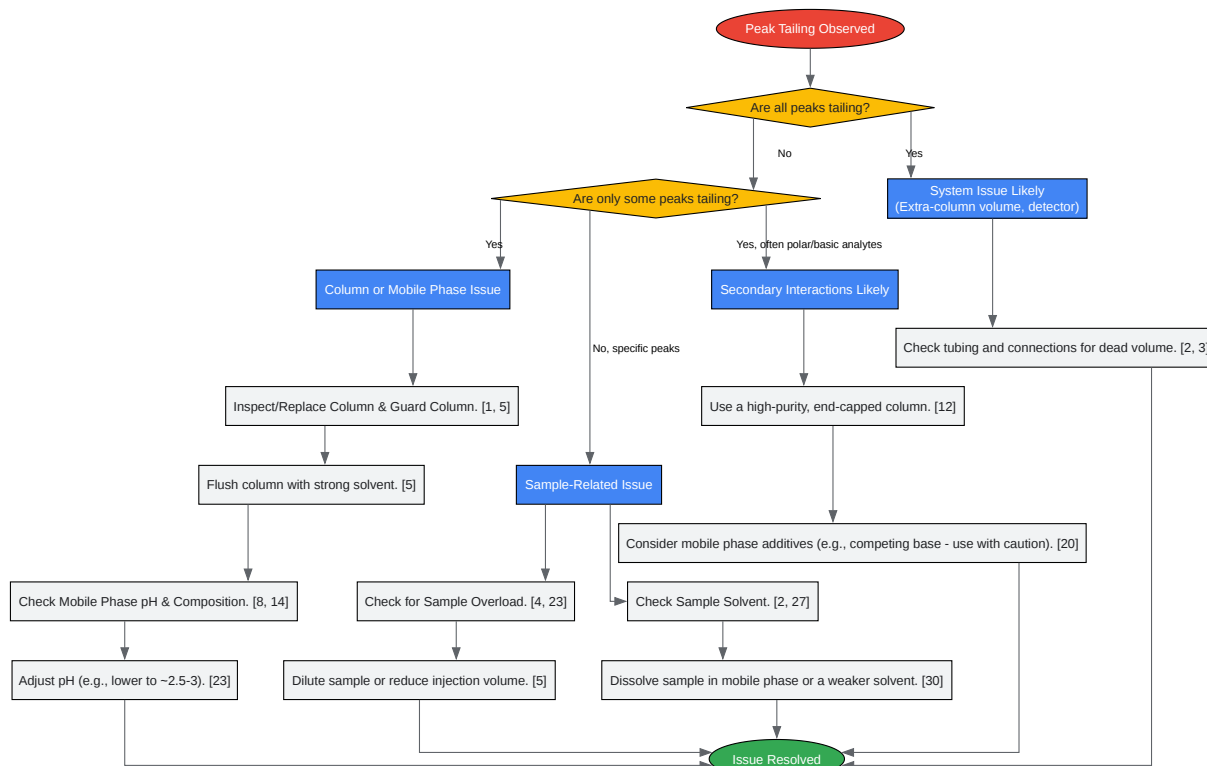 Peak Tailing Observed
Are all peaks tailing?
No
Yes
System Issue Likely
(Extra-column volume, detector)
Are only some peaks tailing?
Yes
Yes, often polar/basic analytes
Column or Mobile Phase Issue
Secondary Interactions Likely
No, specific peaks
Check tubing and connections for dead volume. [2, 3]
Inspect/Replace Column & Guard Column. [1, 5]
Use a high-purity, end-capped column. [12]
Flush column with strong solvent. [5]
Sample-Related Issue
Consider mobile phase additives (e.g., competing base - use with caution). [20]
Check Mobile Phase pH & Composition. [8, 14]
Check for Sample Overload. [4, 23]
Check Sample Solvent. [2, 27]
Adjust pH (e.g., lower to ~2.5-3). [23]
Dilute sample or reduce injection volume. [5]
Dissolve sample in mobile phase or a weaker solvent. [30]
Issue Resolved